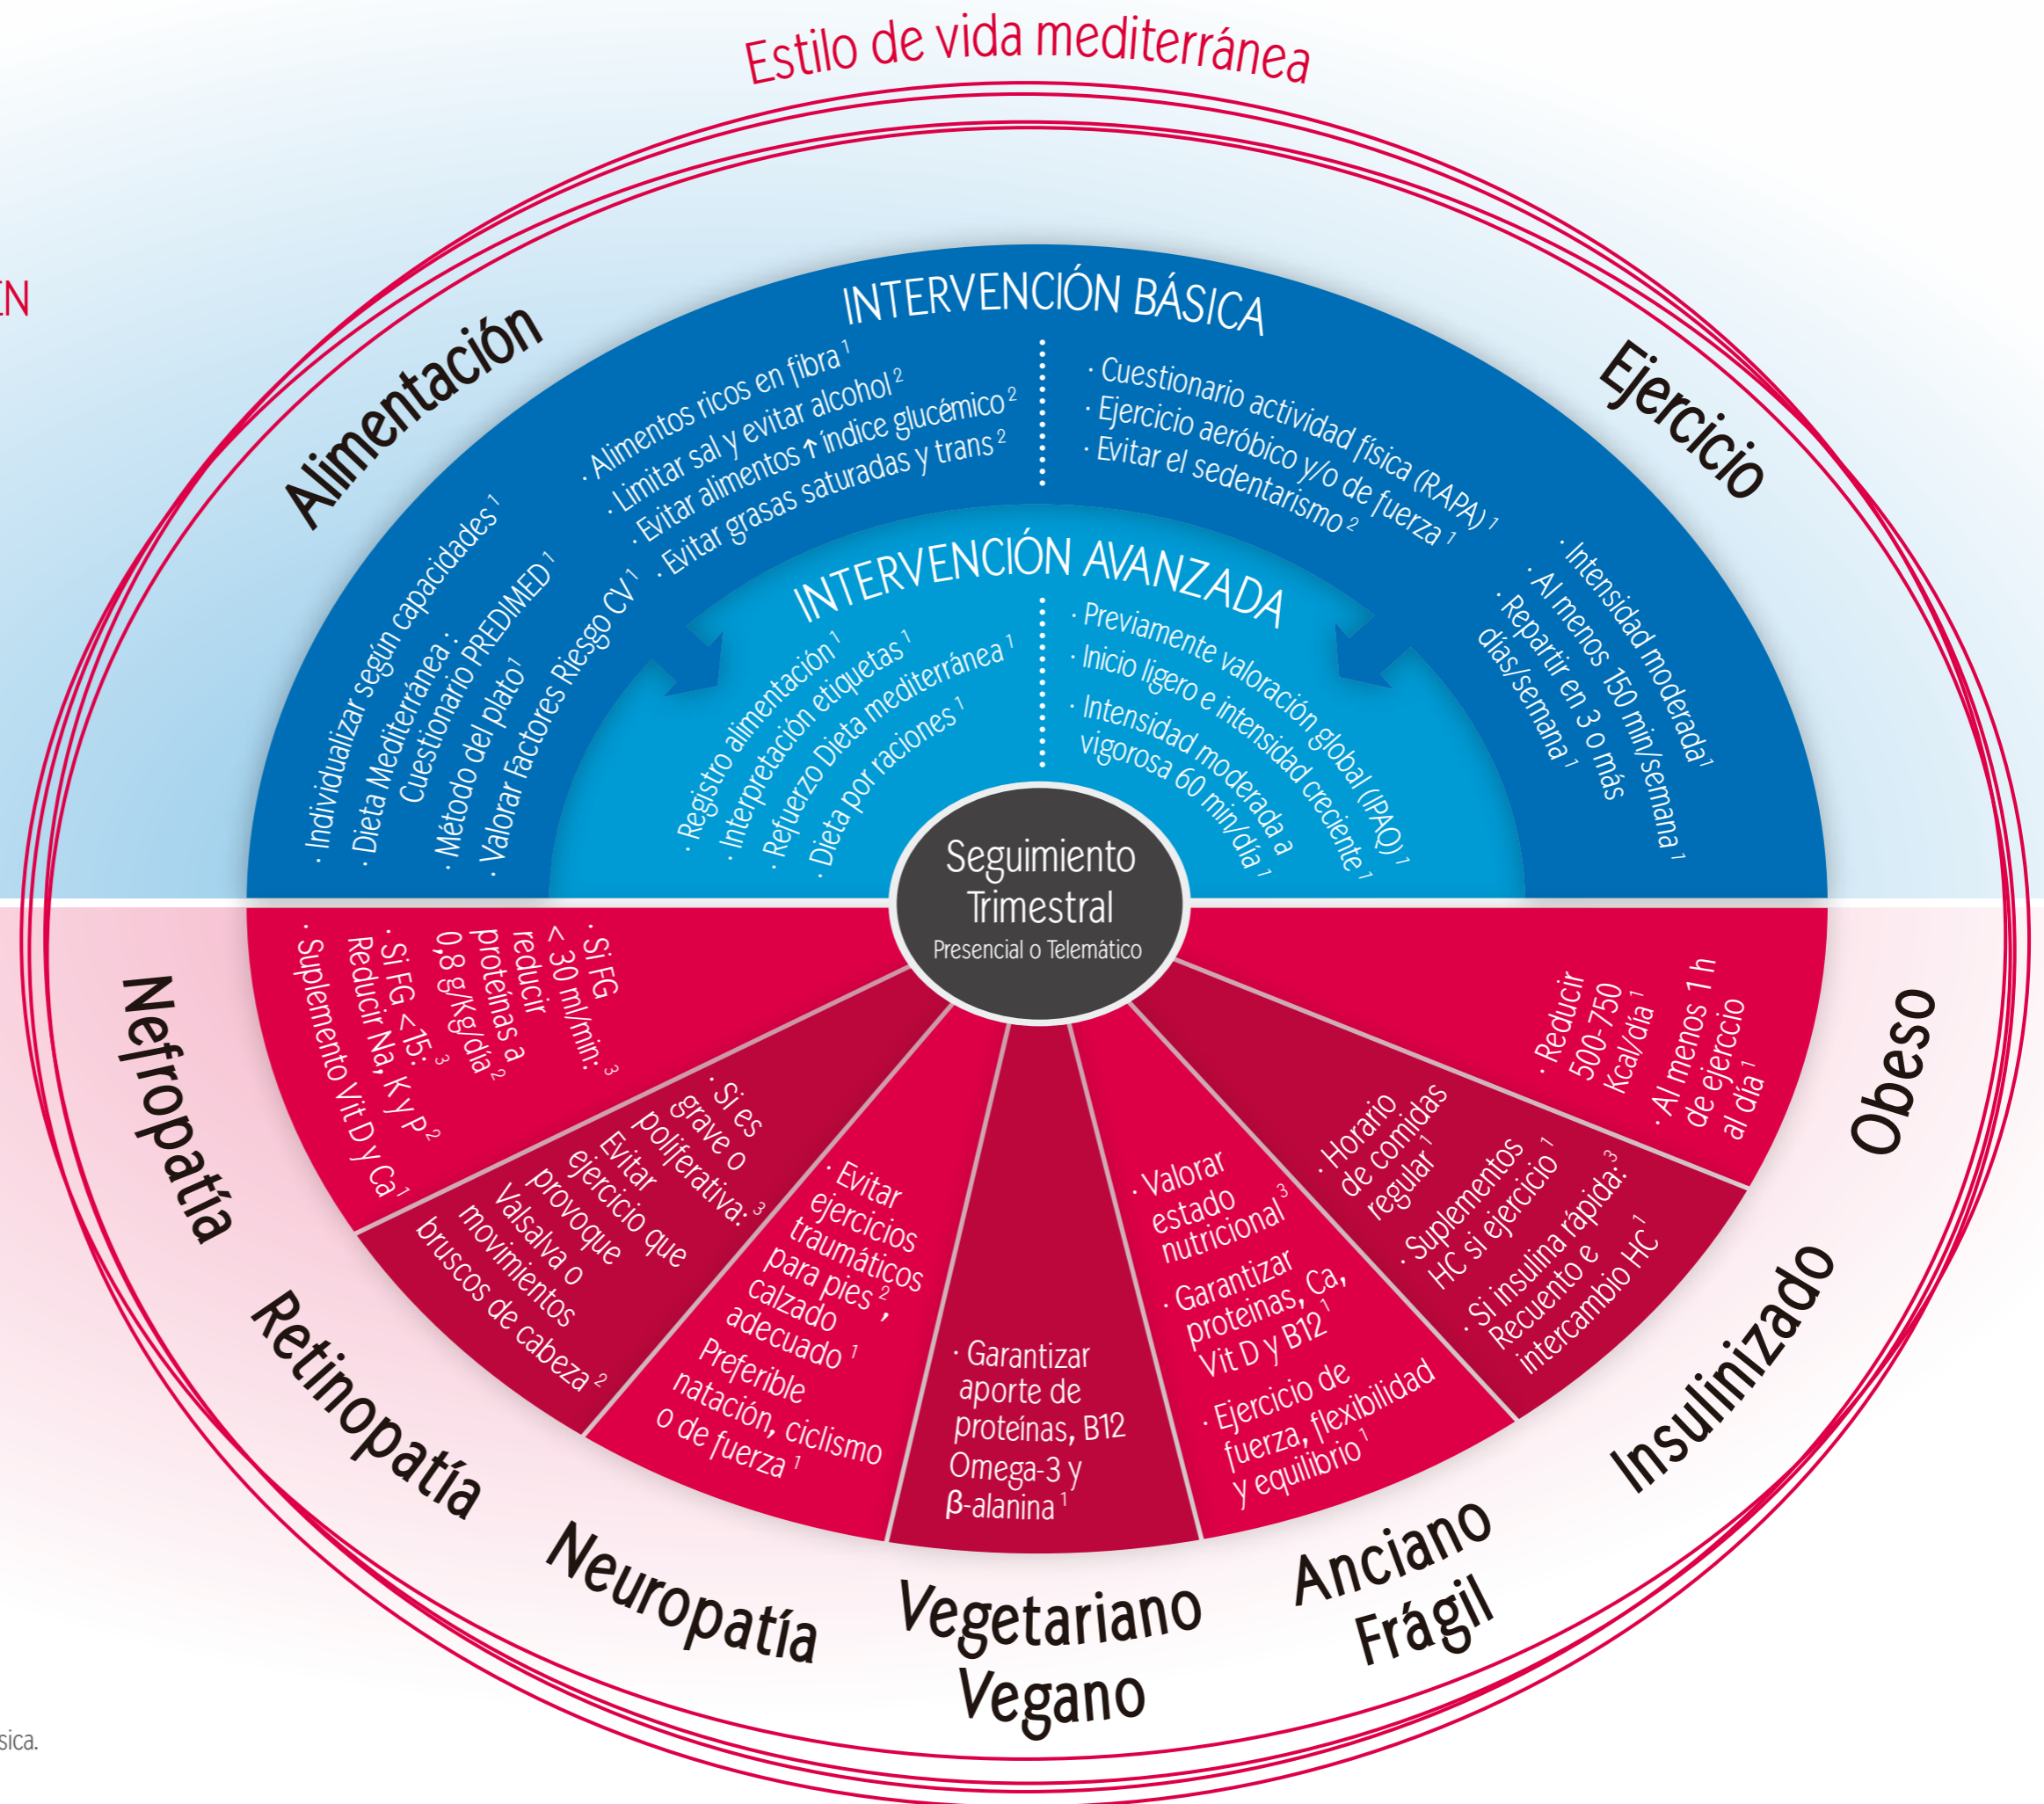 Estilo de vida mediterránea
EN
Alimentación
Ejercicio
INTERVENCIÓN BÁSICA
· Individualizar según capacidades 1
· Dieta Mediterránea :
Cuestionario PREDIMED 1
· Método del plato 1
· Valorar Factores Riesgo CV 1
· Alimentos ricos en fibra 1
· Limitar sal y evitar alcohol 2
· Evitar alimentos ↑ índice glucémico 2
· Evitar grasas saturadas y trans 2
· Cuestionario actividad física (RAPA) 1
· Ejercicio aeróbico y/o de fuerza 1
· Evitar el sedentarismo 2
· Intensidad moderada 1
· Al menos 150 min/semana 1
· Repartir en 3 o más
días/semana 1
INTERVENCIÓN AVANZADA
· Registro alimentación 1
· Interpretación etiquetas 1
· Refuerzo Dieta mediterránea 1
· Dieta por raciones 1
· Previamente valoración global (IPAQ) 1
· Inicio ligero e intensidad creciente 1
· Intensidad moderada a
vigorosa 60 min/día 1
Seguimiento
Trimestral
Presencial o Telemático
Nefropatía
· Si FG
< 30 ml/min: 3
reducir
proteínas a
0,8 g/Kg/día 2
· Si FG <15: 3
Reducir Na, K y P 2
· Suplemento Vit D y Ca 1
Retinopatía
· Si es
grave o
poliferativa: 3
Evitar
ejercicio que
provoque
Valsalva o
movimientos
bruscos de cabeza 2
Neuropatía
· Evitar
ejercicios
traumáticos
para pies 2,
calzado
adecuado 1
Preferible
natación, ciclismo
o de fuerza 1
Vegetariano
Vegano
· Garantizar
aporte de
proteínas, B12
Omega-3 y
β-alanina 1
Anciano
Frágil
· Valorar
estado
nutricional 3
· Garantizar
proteinas, Ca,
Vit D y B12 1
· Ejercicio de
fuerza, flexibilidad
y equilibrio 1
Insulinizado
· Horario
de comidas
regular 1
· Suplementos
HC si ejercicio 1
· Si insulina rápida: 3
Recuento e
intercambio HC 1
Obeso
· Reducir
500-750
Kcal/día 1
· Al menos 1 h
de ejercicio
al día 1
sica.